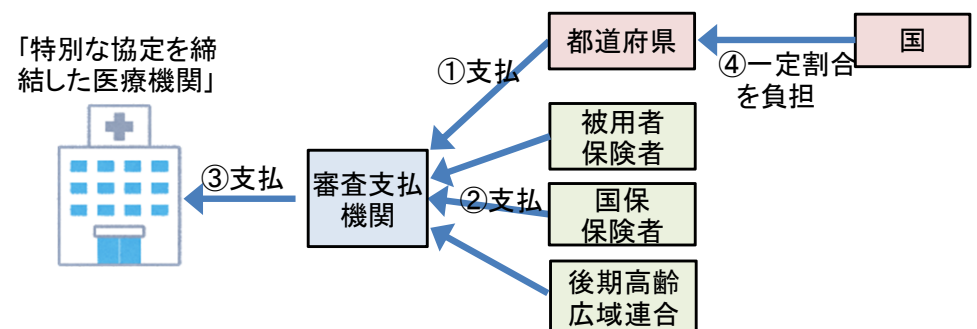 「特別な協定を締
結した医療機関」
③支払
審査支払
機関
①支払
②支払
都道府県
④一定割合
を負担
国
被用者
保険者
国保
保険者
後期高齢
広域連合